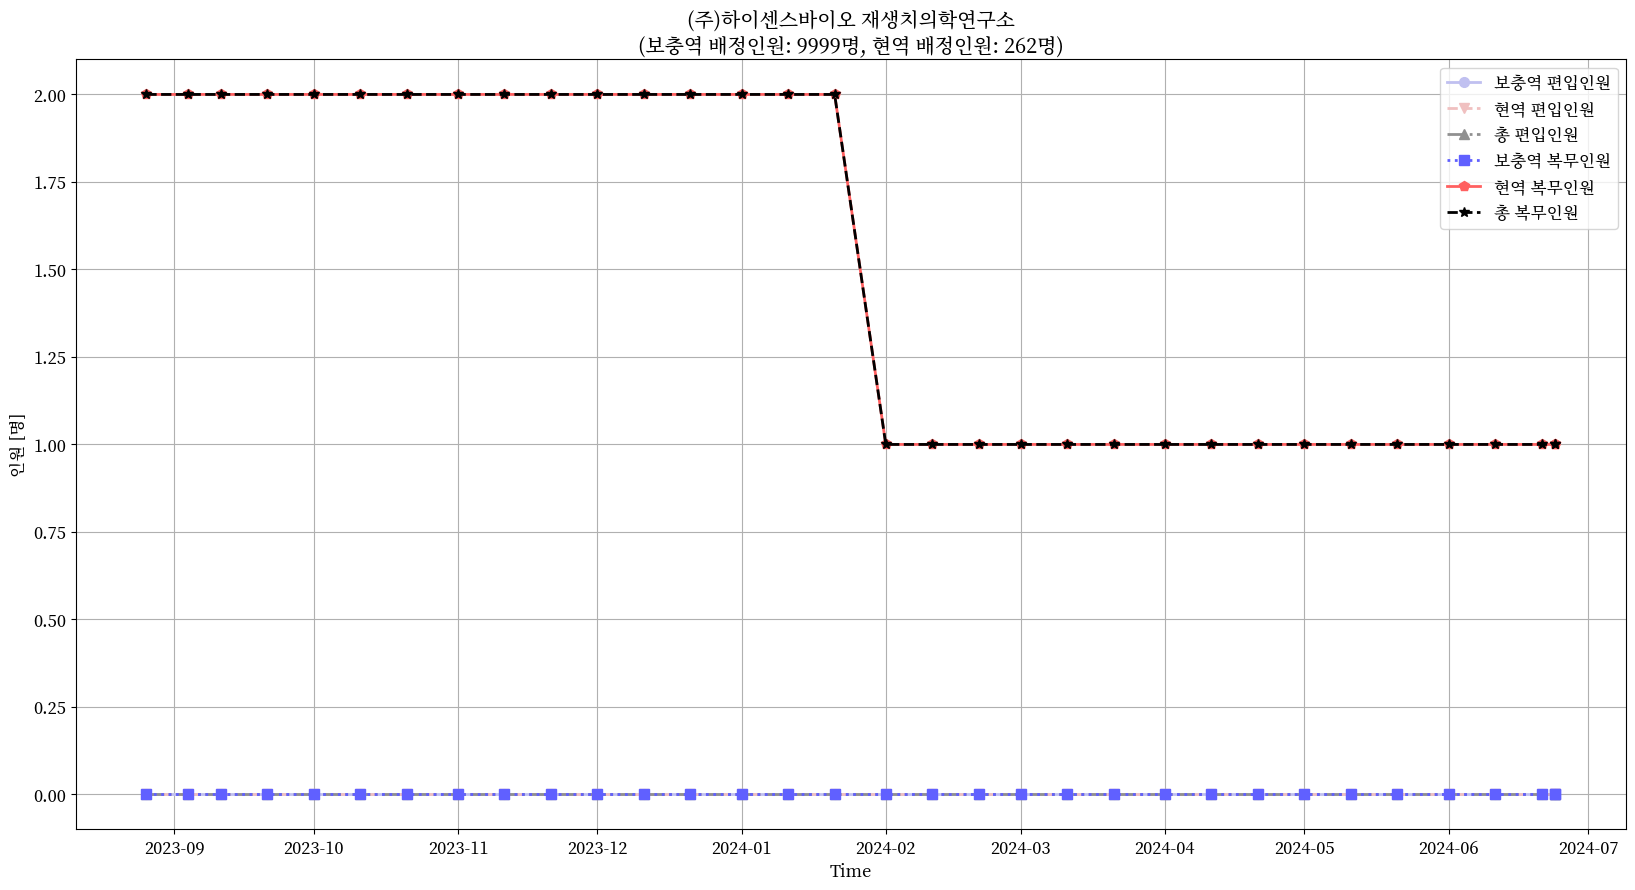 (주)하이센스바이오 재생치의학연구소
(보충역 배정인원: 9999명, 현역 배정인원: 262명)
보충역 편입인원
현역 편입인원
총 편입인원
보충역 복무인원
현역 복무인원
총 복무인원
2.00
1.75
1.50
1.25
1.00
0.75
0.50
0.25
0.00
인원 [명]
2023-09 2023-10 2023-11 2023-12 2024-01 2024-02 2024-03 2024-04 2024-05 2024-06 2024-07
Time